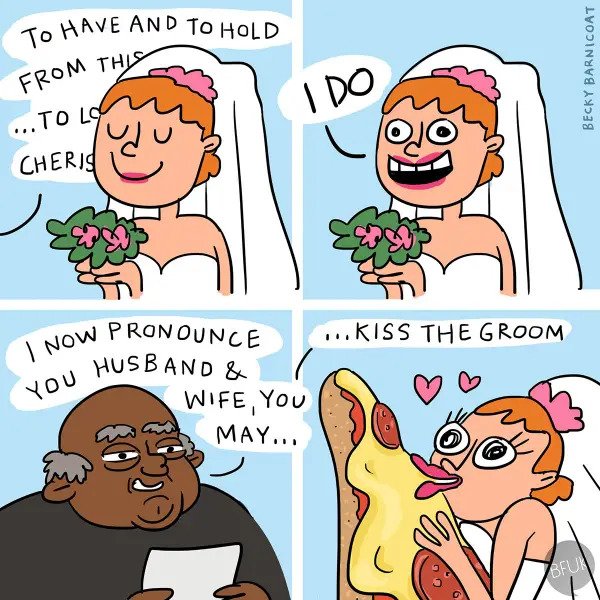 TO HAVE AND TO HOLD
FROM THIS
...TO LO
CHERIS
I DO
BECKY BARNICOAT
I NOW PRONOUNCE
YOU HUSBAND &
WIFE, YOU
MAY...
...KISS THE GROOM
BFUK